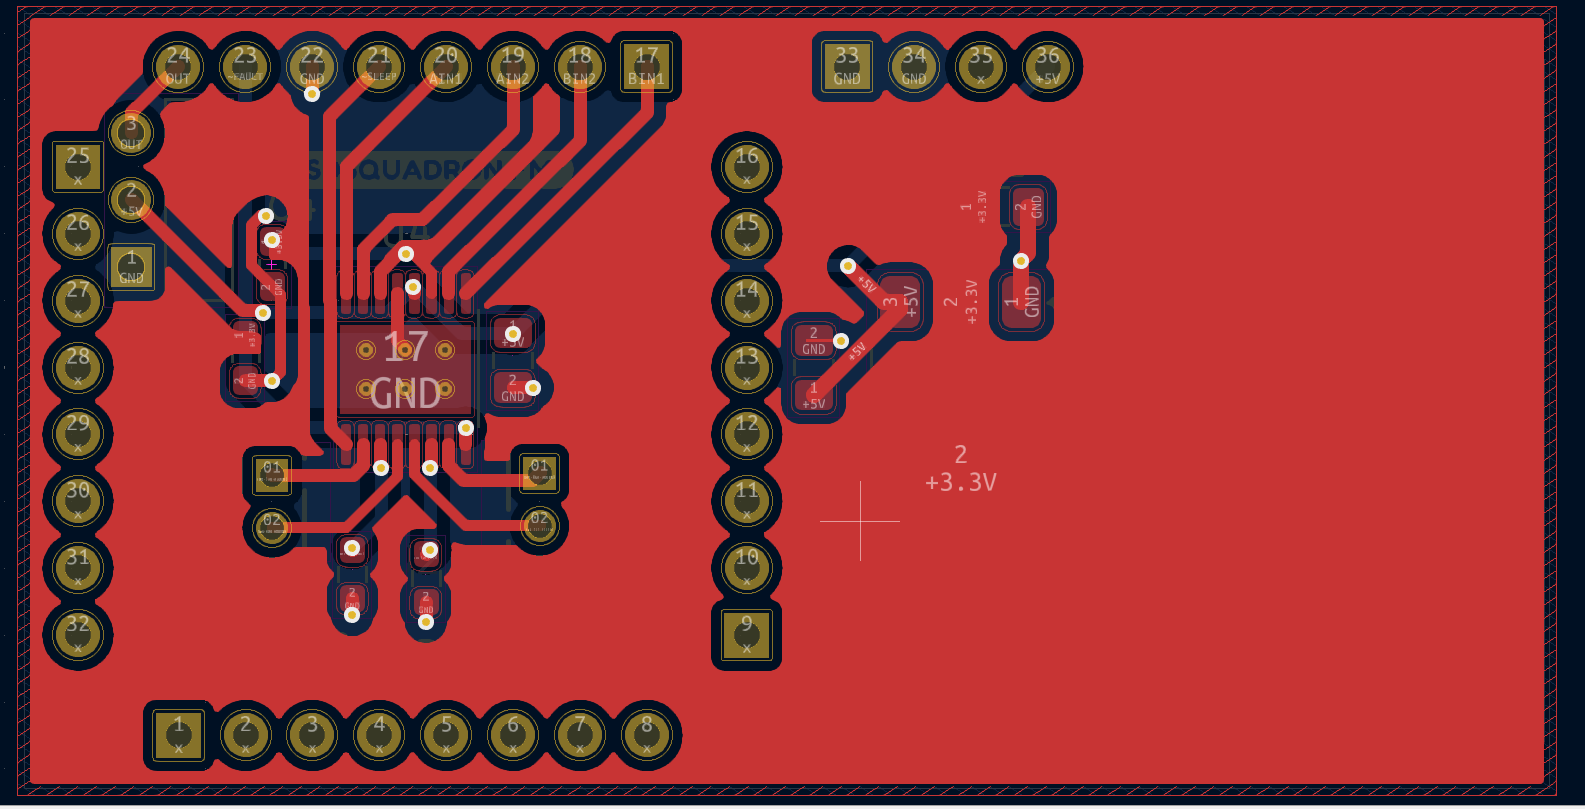 24 23 22 21 20 19 18 17 33 34 35 36
OUT ~FAULT GND ~SLEEP AIN1 AIN2 BIN2 BIN1 GND GND x +5V
3
OUT
25
x
16
x
SQUADRON
2
+5V
1
+3.3V
2
GND
26
x
15
x
1
GND
2
GND
+5V
27
x
14
x
3
+5V
2
+3.3V
1
GND
1
+3.3V
17
GND
1
+5V
2
GND
+5V
28
x
13
x
2
GND
2
GND
1
+5V
29
x
12
x
01
01
2
+3.3V
30
x
11
x
02
02
31
x
10
x
2
GND
2
GND
32
x
9
x
1 2 3 4 5 6 7 8
x x x x x x x x